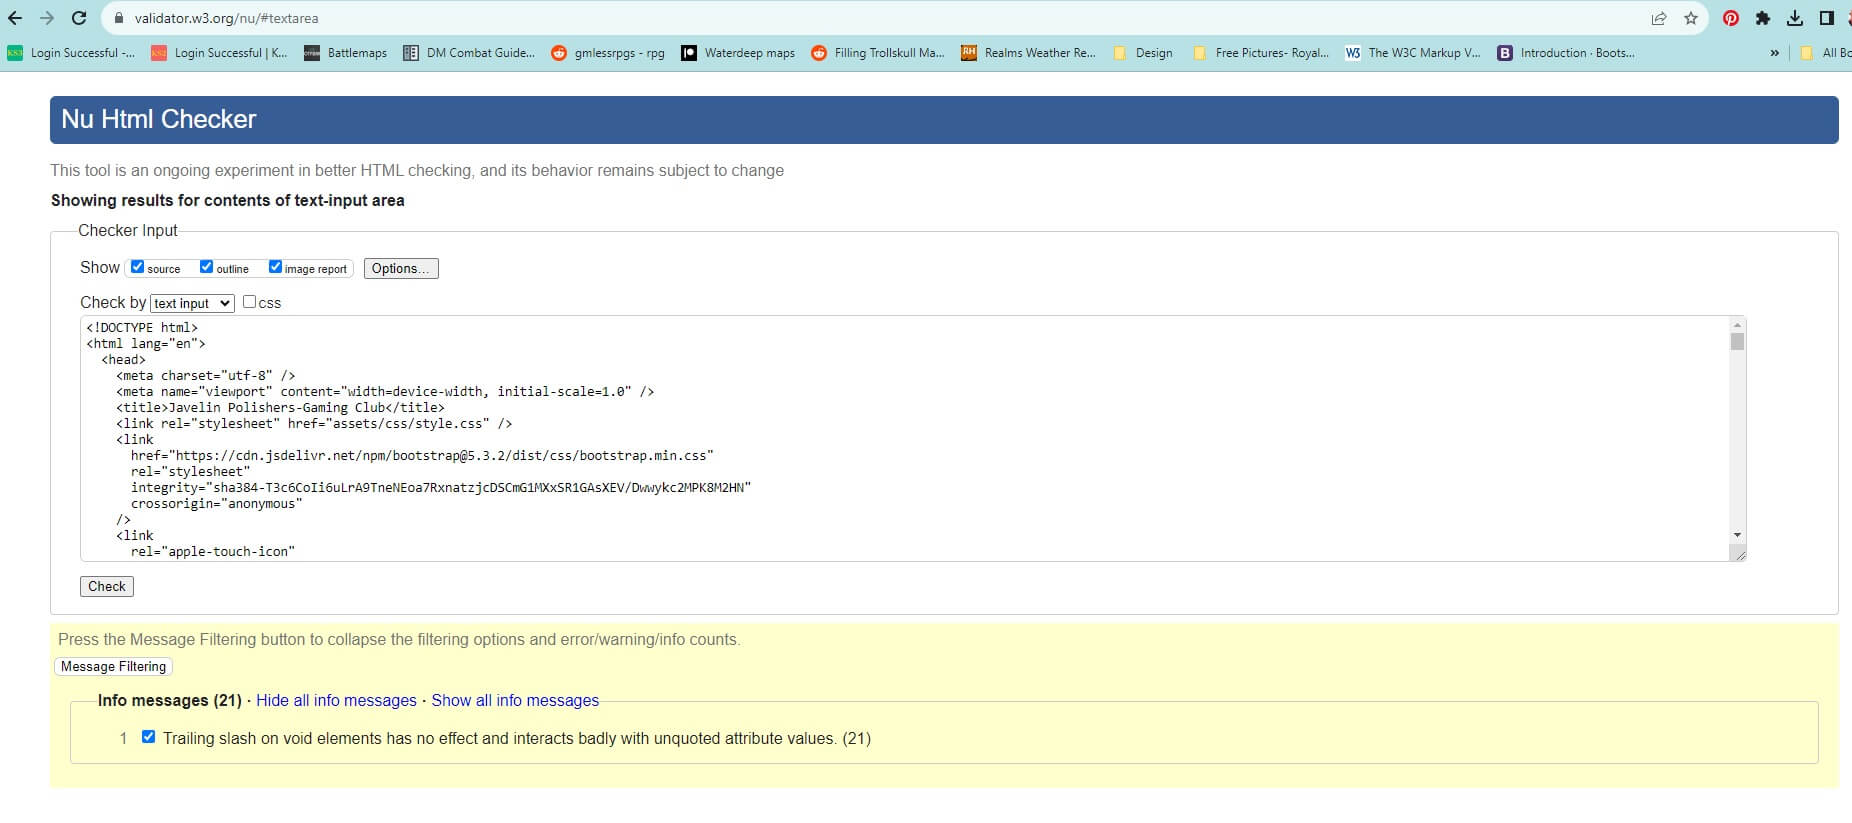 validator.w3.org/nu/#textarea
Login Successful -... Login Successful | K... Battlemaps DM Combat Guide... gmlessrpgs - rpg Waterdeep maps Filling Trollskull Ma... Realms Weather Re... Design Free Pictures- Royal... The W3C Markup V... Introduction · Boots... » All Bo
Nu Html Checker
This tool is an ongoing experiment in better HTML checking, and its behavior remains subject to change
Showing results for contents of text-input area
Checker Input
Show source outline image report Options...
Check by text input css
<!DOCTYPE html>
<html lang="en">
<head>
<meta charset="utf-8" />
<meta name="viewport" content="width=device-width, initial-scale=1.0" />
<title>Javelin Polishers-Gaming Club</title>
<link rel="stylesheet" href="assets/css/style.css" />
<link
href="https://cdn.jsdelivr.net/npm/bootstrap@5.3.2/dist/css/bootstrap.min.css"
rel="stylesheet"
integrity="sha384-T3c6CoIi6uLrA9TneNEoa7RxnatzjcDSCmG1MXxSR1GAsXEV/Dwwykc2MPK8M2HN"
crossorigin="anonymous"
/>
<link
rel="apple-touch-icon"
Check
Press the Message Filtering button to collapse the filtering options and error/warning/info counts.
Message Filtering
Info messages (21) · Hide all info messages · Show all info messages
1 Trailing slash on void elements has no effect and interacts badly with unquoted attribute values. (21)